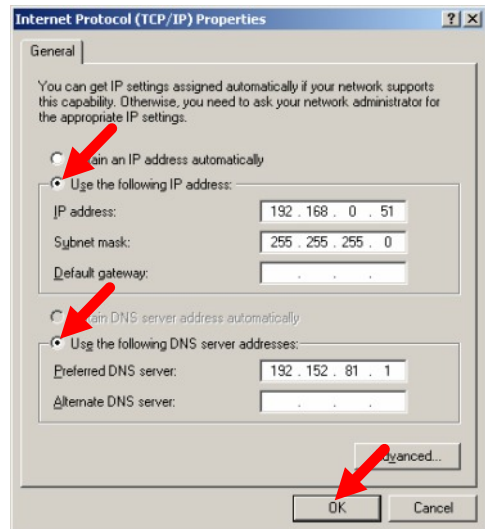 Internet Protocol (TCP/IP) Properties
General
You can get IP settings assigned automatically if your network supports
this capability. Otherwise, you need to ask your network administrator for
the appropriate IP settings.
an IP address automatically
Use the following IP address:
IP address: 192 . 168 . 0 . 51
Subnet mask: 255 . 255 . 255 . 0
Default gateway: . . .
DNS server address automatically
Use the following DNS server addresses:
Preferred DNS server: 192 . 152 . 81 . 1
Alternate DNS server: . . .
Advanced...
OK Cancel